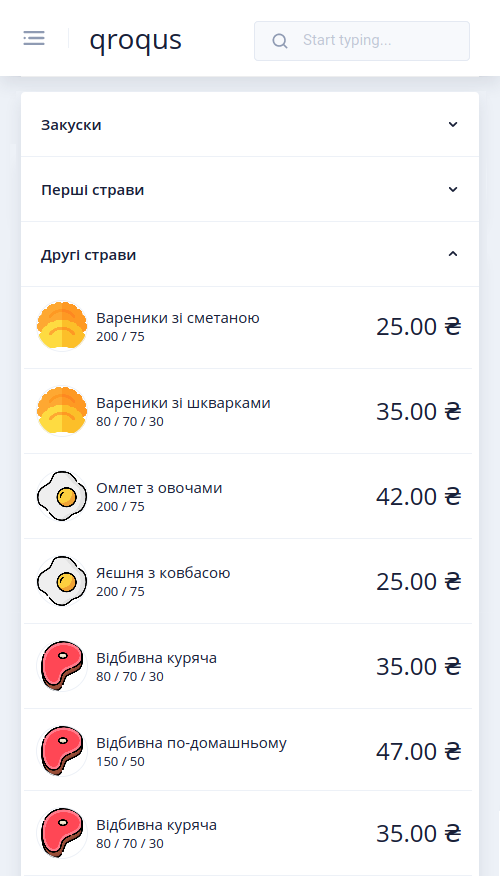 qroqus
Start typing...
Закуски
Перші страви
Другі страви
Вареники зі сметаною
200 / 75
25.00 ₴
Вареники зі шкварками
80 / 70 / 30
35.00 ₴
Омлет з овочами
200 / 75
42.00 ₴
Яєшня з ковбасою
200 / 75
25.00 ₴
Відбивна куряча
80 / 70 / 30
35.00 ₴
Відбивна по-домашньому
150 / 50
47.00 ₴
Відбивна куряча
80 / 70 / 30
35.00 ₴